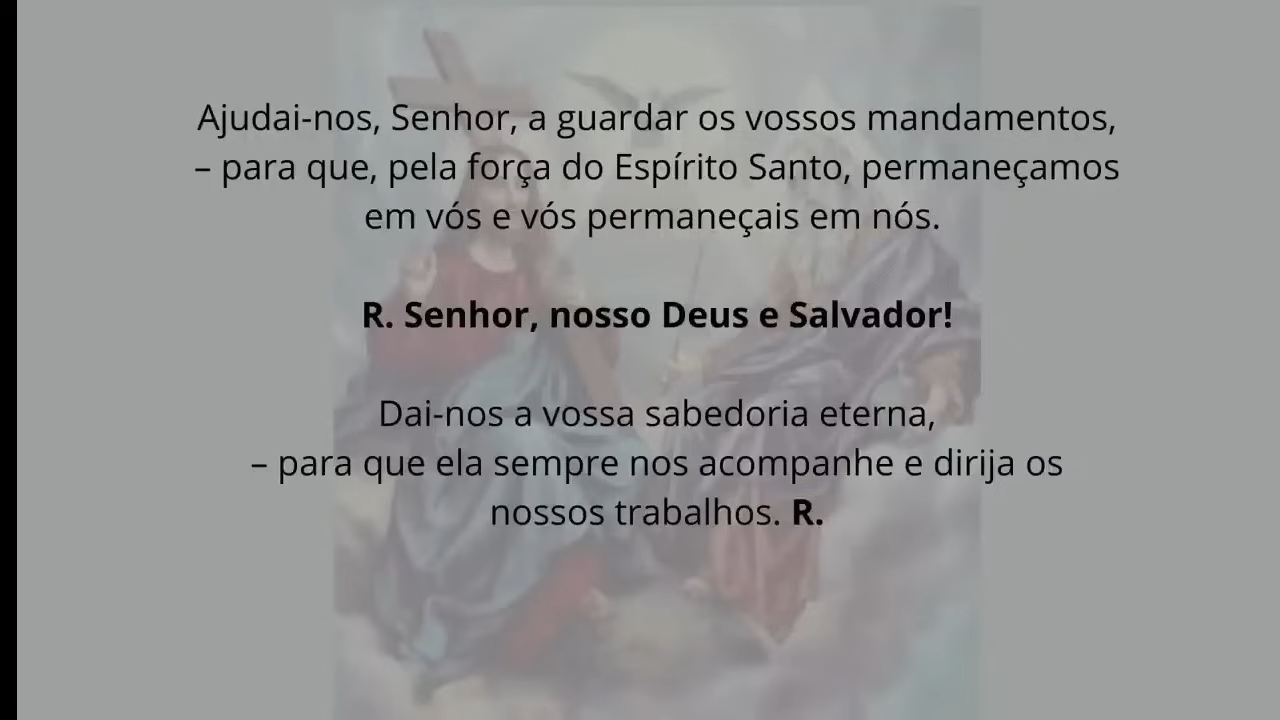 Ajudai-nos, Senhor, a guardar os vossos mandamentos,
– para que, pela força do Espírito Santo, permaneçamos
em vós e vós permaneçais em nós.
R. Senhor, nosso Deus e Salvador!
Dai-nos a vossa sabedoria eterna,
– para que ela sempre nos acompanhe e dirija os
nossos trabalhos. R.